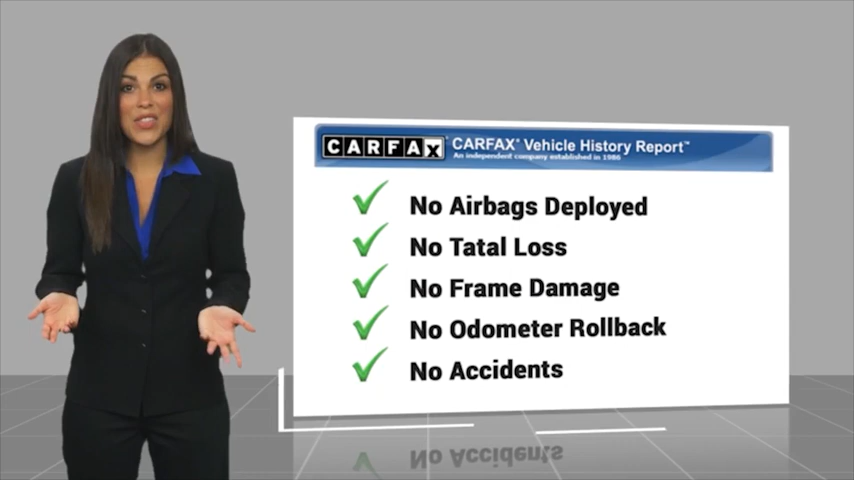 CARFAX CARFAX® Vehicle History Report™
An independent company established in 1986
No Airbags Deployed
No Tatal Loss
No Frame Damage
No Odometer Rollback
No Accidents
No Accidents